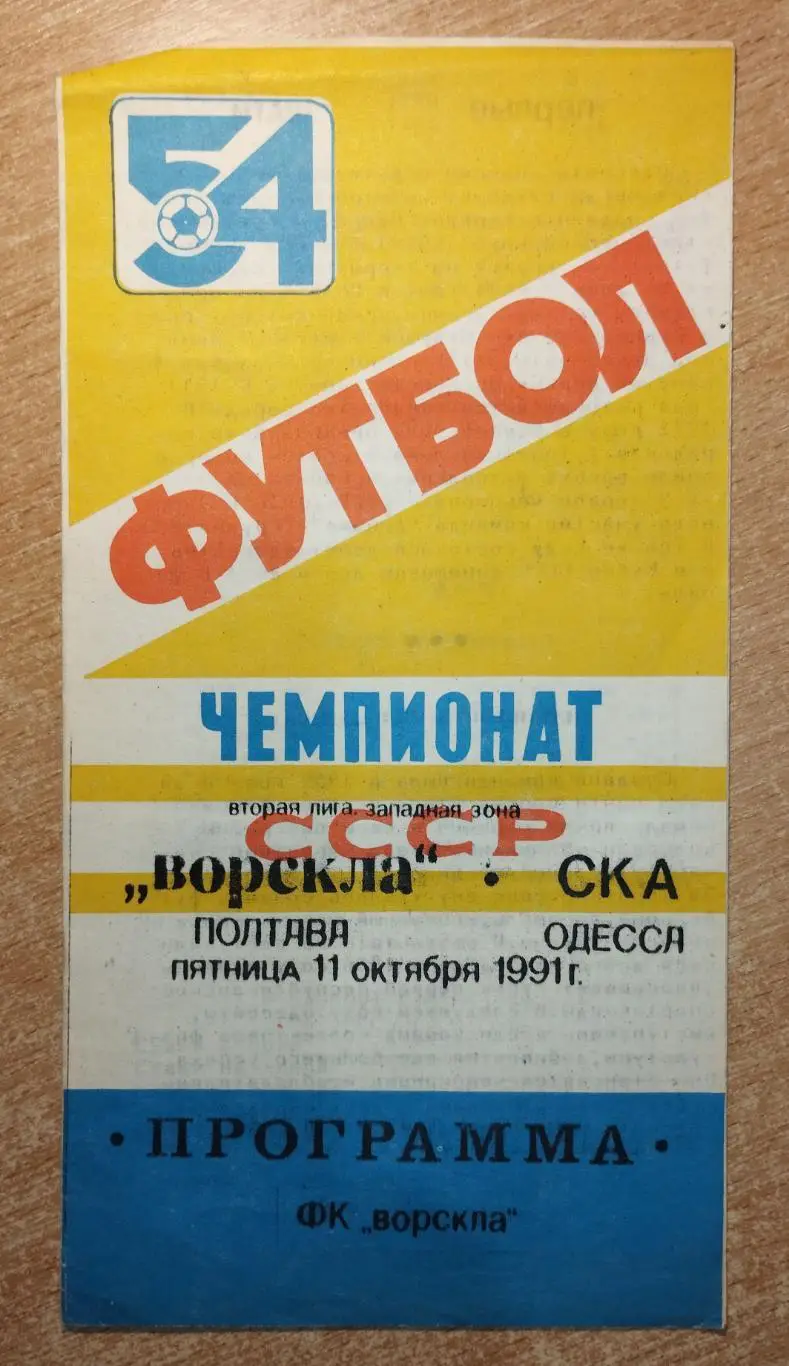 54
ФУТБОЛ
ЧЕМПИОНАТ
вторая лига. западная зона
СССР
„ворскла“ · СКА
ПОЛТАВА ОДЕССА
пятница 11 октября 1991г.
· ПРОГРАММА ·
ФК „ворскла“